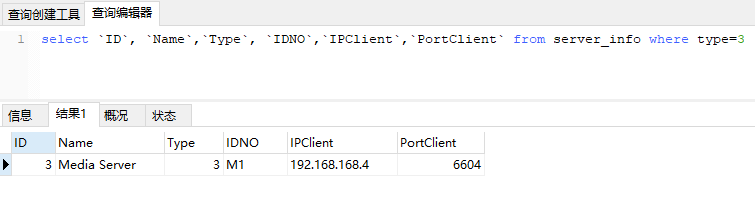 查询创建工具 查询编辑器
1 select `ID`, `Name`,`Type`, `IDNO`,`IPClient`,`PortClient` from server_info where type=3
信息 结果1 概况 状态
ID Name Type IDNO IPClient PortClient
3 Media Server 3 M1 192.168.168.4 6604